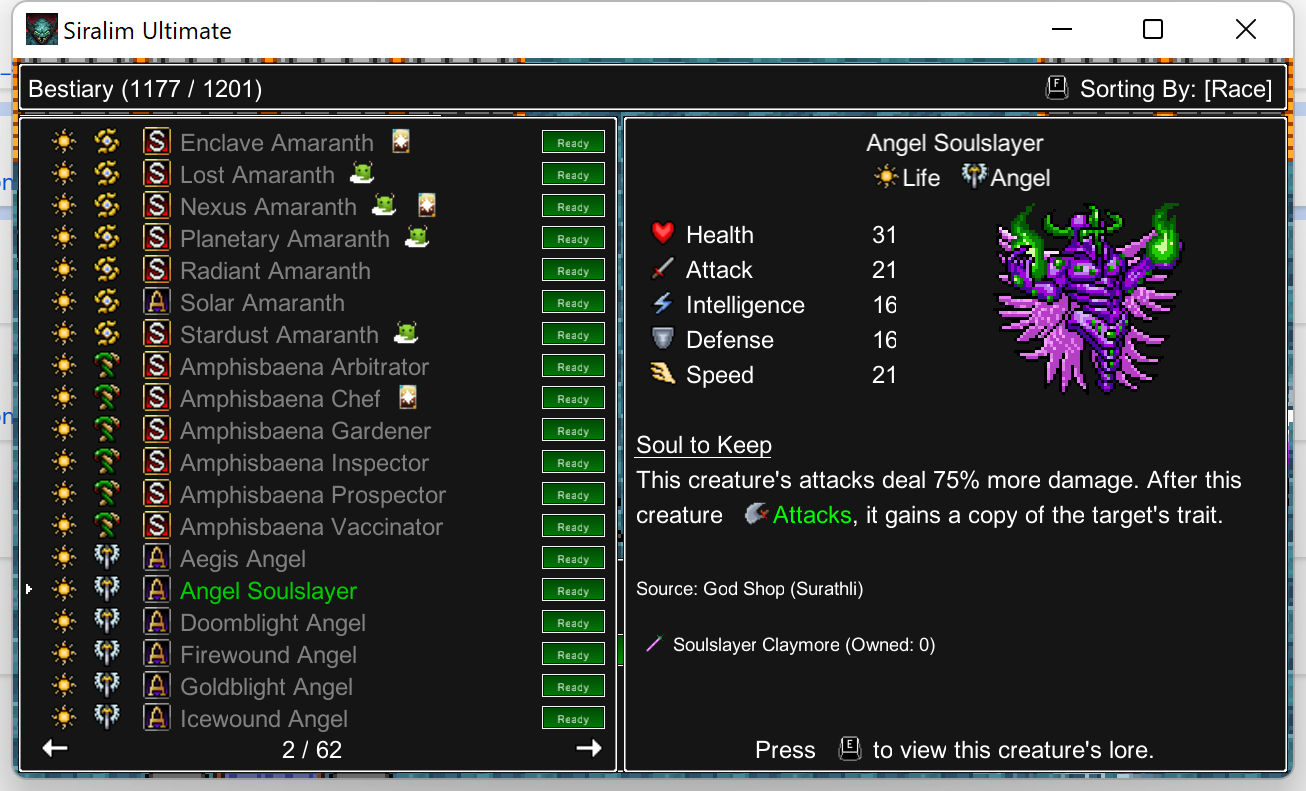 Siralim Ultimate
Bestiary (1177 / 1201)
F Sorting By: [Race]
S Enclave Amaranth Ready
S Lost Amaranth Ready
S Nexus Amaranth Ready
S Planetary Amaranth Ready
S Radiant Amaranth Ready
A Solar Amaranth Ready
S Stardust Amaranth Ready
S Amphisbaena Arbitrator Ready
S Amphisbaena Chef Ready
S Amphisbaena Gardener Ready
S Amphisbaena Inspector Ready
S Amphisbaena Prospector Ready
S Amphisbaena Vaccinator Ready
A Aegis Angel Ready
A Angel Soulslayer Ready
A Doomblight Angel Ready
A Firewound Angel Ready
A Goldblight Angel Ready
A Icewound Angel Ready
2 / 62
Angel Soulslayer
Life Angel
Health 31
Attack 21
Intelligence 16
Defense 16
Speed 21
Soul to Keep
This creature's attacks deal 75% more damage. After this
creature Attacks, it gains a copy of the target's trait.
Source: God Shop (Surathli)
Soulslayer Claymore (Owned: 0)
Press E to view this creature's lore.